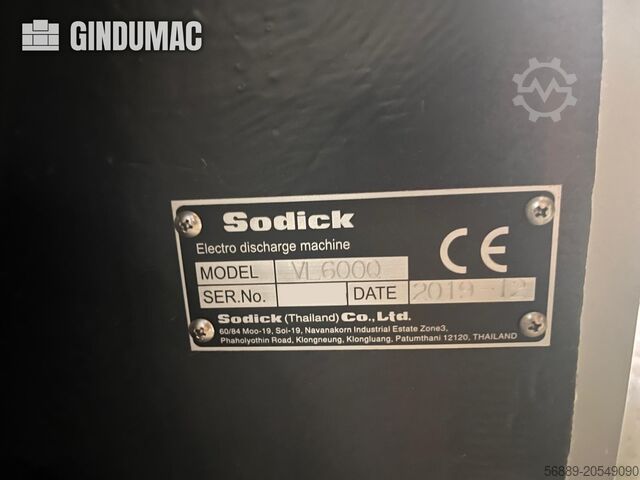 GINDUMAC
Sodick
Electro discharge machine
CE
MODEL VL6000
SER.No. DATE 2019-12
Sodick (Thailand) Co., Ltd.
60/84 Moo-19, Soi-19, Navanakorn Industrial Estate Zone3,
Phaholyothin Road, Klongneung, Klongluang, Patumthani 12120, THAILAND
56889-20549090